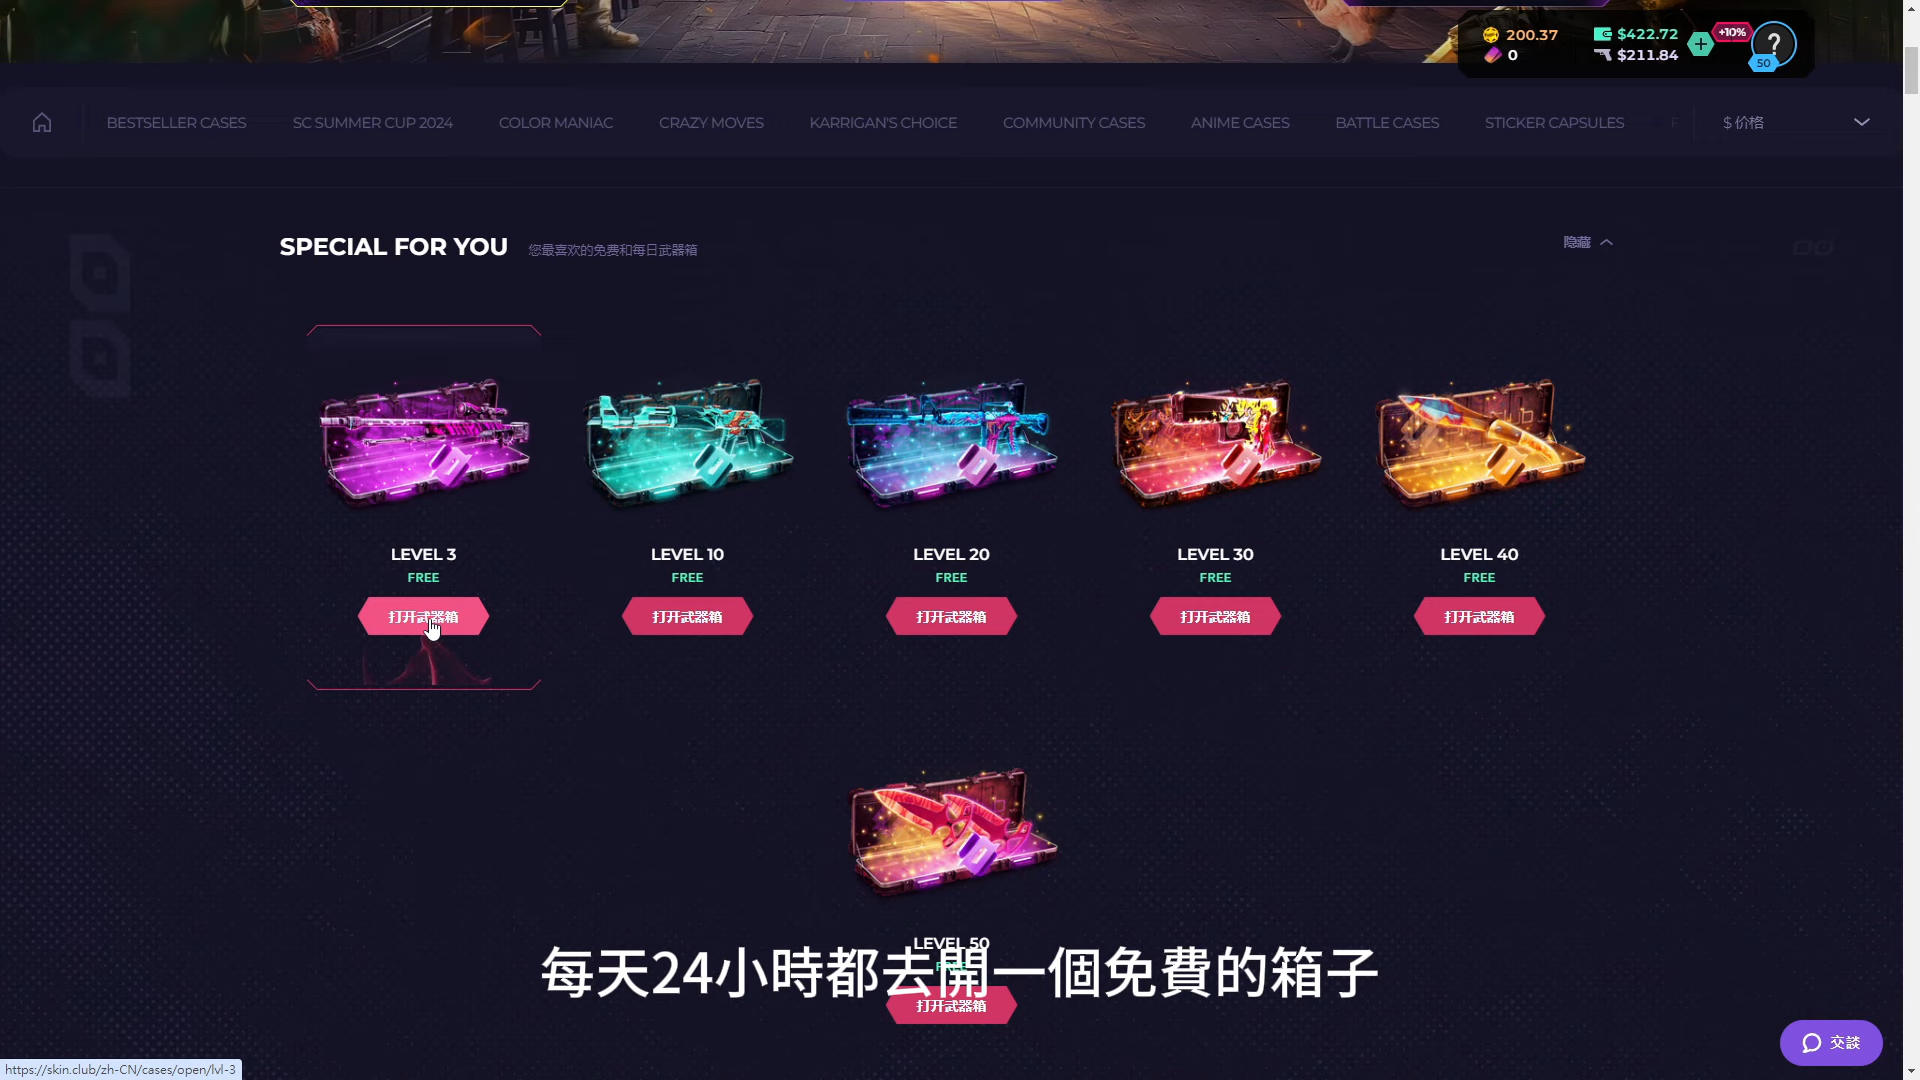 200.37
$422.72
+10%
?
0
$211.84
50
BESTSELLER CASES
SC SUMMER CUP 2024
COLOR MANIAC
CRAZY MOVES
KARRIGAN'S CHOICE
COMMUNITY CASES
ANIME CASES
BATTLE CASES
STICKER CAPSULES
$ 价格
SPECIAL FOR YOU
您最喜欢的免费和每日武器箱
隐藏
LEVEL 3
FREE
打开武器箱
LEVEL 10
FREE
打开武器箱
LEVEL 20
FREE
打开武器箱
LEVEL 30
FREE
打开武器箱
LEVEL 40
FREE
打开武器箱
LEVEL 50
FREE
每天24小時都去開一個免費的箱子
打开武器箱
交談
https://skin.club/zh-CN/cases/open/lvl-3